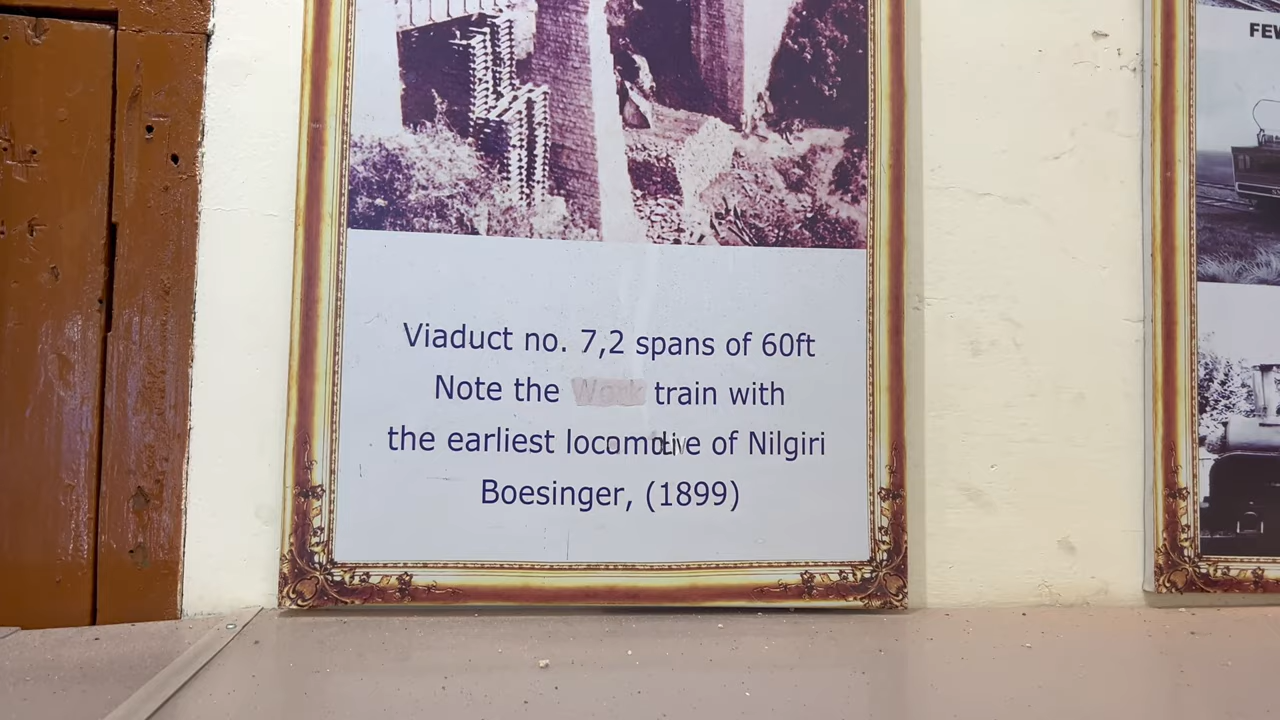 Viaduct no. 7,2 spans of 60ft
Note the Work train with
the earliest locomotive of Nilgiri
Boesinger, (1899)
FEW